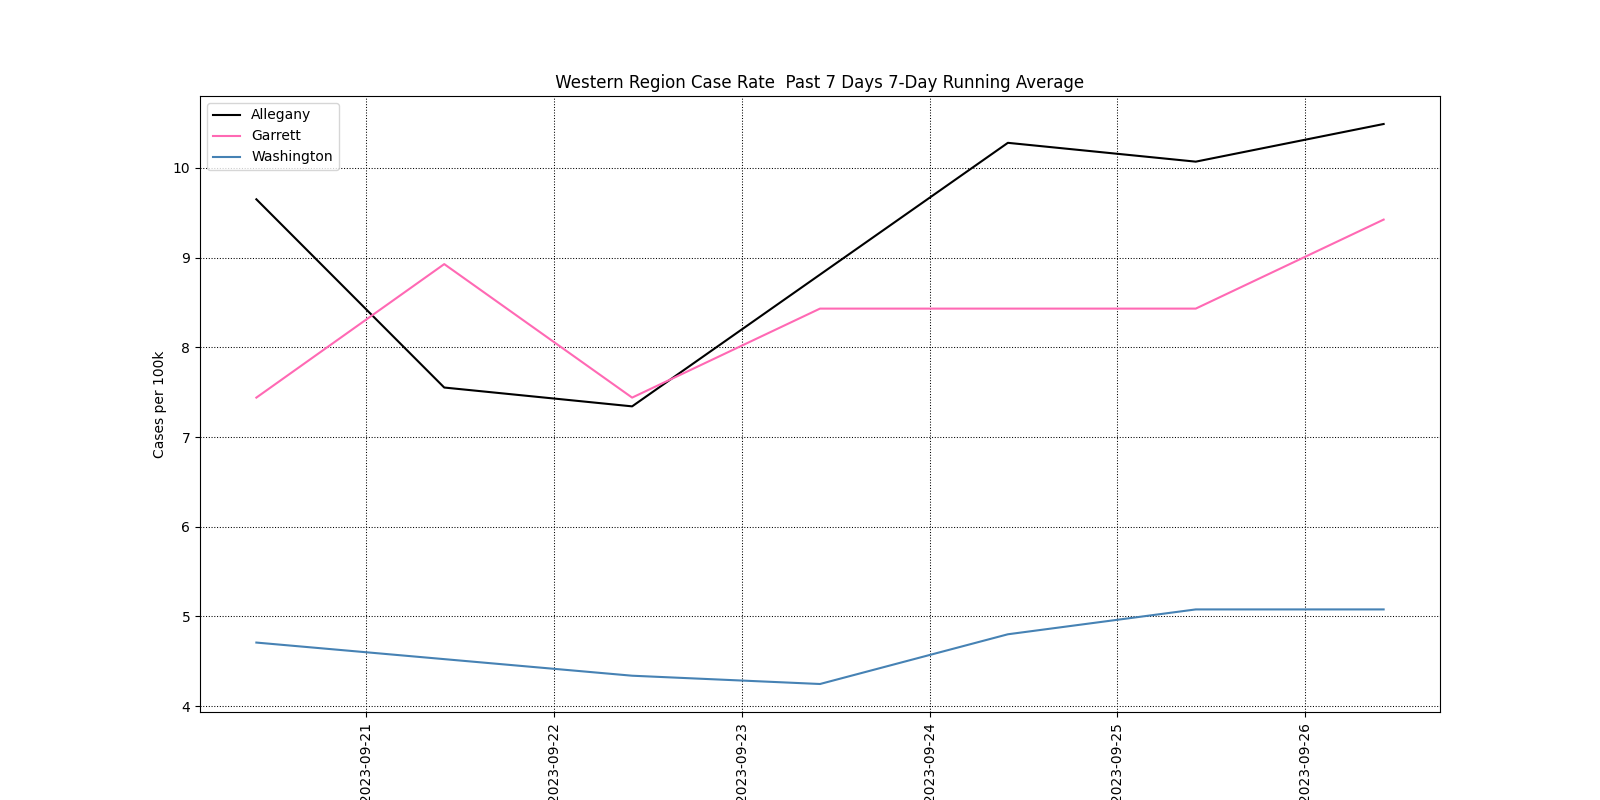 Western Region Case Rate  Past 7 Days 7-Day Running Average
Allegany
Garrett
Washington
10
9
8
7
6
5
4
Cases per 100k
2023-09-21
2023-09-22
2023-09-23
2023-09-24
2023-09-25
2023-09-26